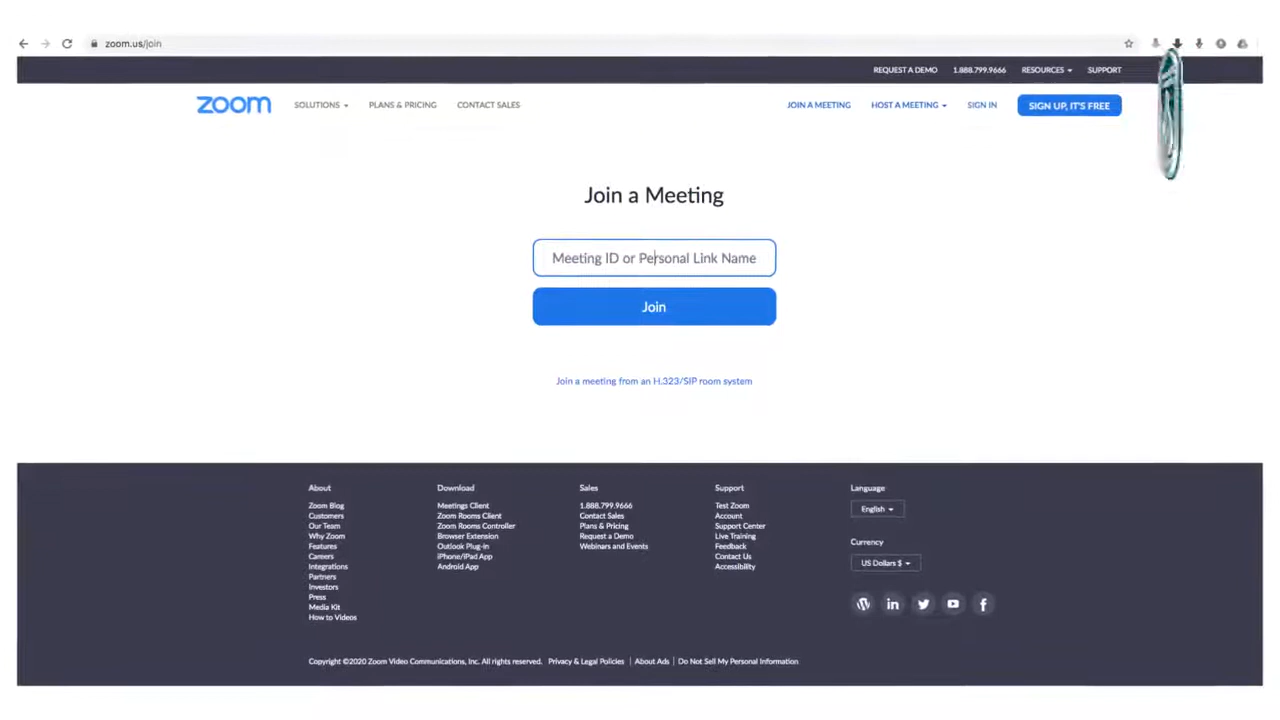 zoom.us/join
REQUEST A DEMO 1.888.799.9666 RESOURCES SUPPORT
zoom SOLUTIONS PLANS & PRICING CONTACT SALES JOIN A MEETING HOST A MEETING SIGN IN SIGN UP, IT'S FREE
Join a Meeting
Meeting ID or Personal Link Name
Join
Join a meeting from an H.323/SIP room system
About
Zoom Blog
Customers
Our Team
Why Zoom
Features
Careers
Integrations
Partners
Investors
Press
Media Kit
How to Videos
Download
Meetings Client
Zoom Rooms Client
Zoom Rooms Controller
Browser Extension
Outlook Plug-in
iPhone/iPad App
Android App
Sales
1.888.799.9666
Contact Sales
Plans & Pricing
Request a Demo
Webinars and Events
Support
Test Zoom
Account
Support Center
Live Training
Feedback
Contact Us
Accessibility
Language
English
Currency
US Dollars $
Copyright ©2020 Zoom Video Communications, Inc. All rights reserved. Privacy & Legal Policies | About Ads | Do Not Sell My Personal Information